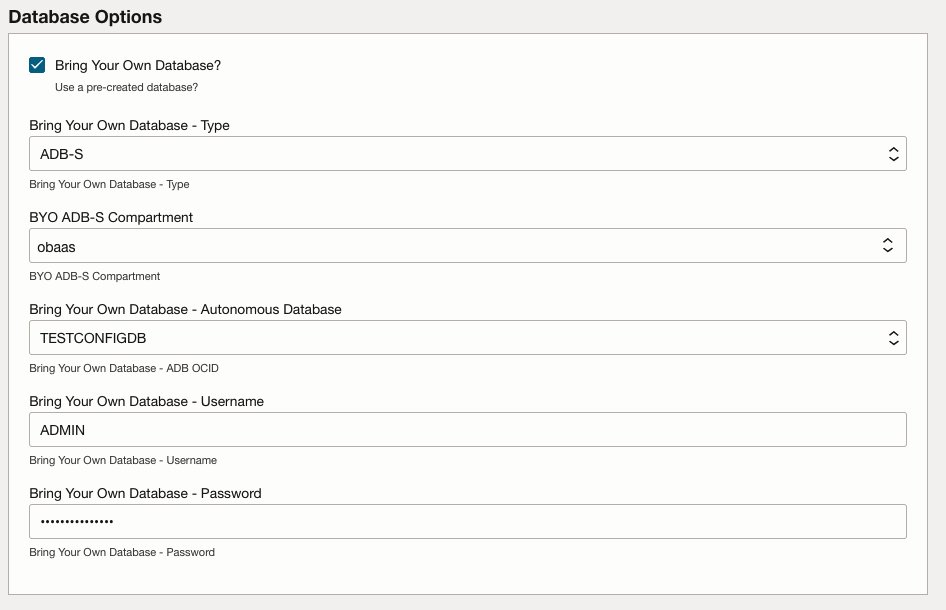 Database Options
Bring Your Own Database?
Use a pre-created database?
Bring Your Own Database - Type
ADB-S
Bring Your Own Database - Type
BYO ADB-S Compartment
obaas
BYO ADB-S Compartment
Bring Your Own Database - Autonomous Database
TESTCONFIGDB
Bring Your Own Database - ADB OCID
Bring Your Own Database - Username
ADMIN
Bring Your Own Database - Username
Bring Your Own Database - Password
•••••••••••••••
Bring Your Own Database - Password